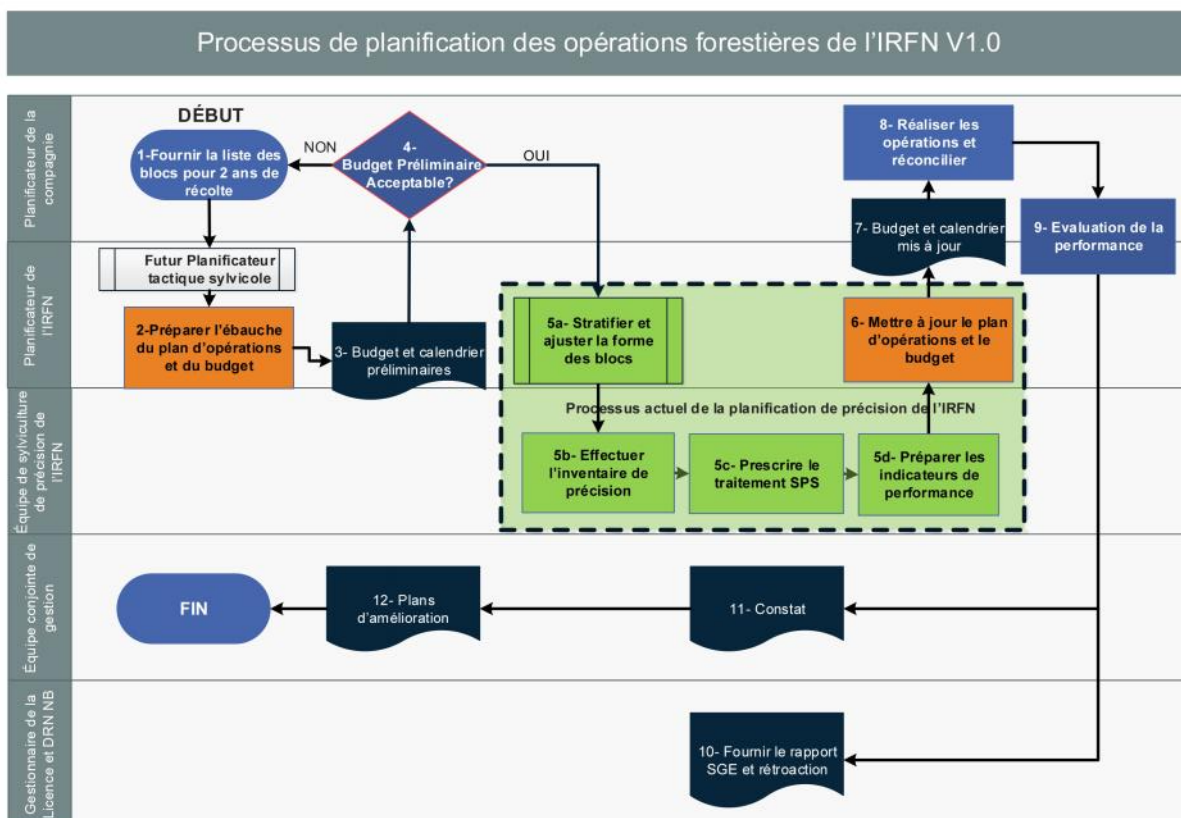 Processus de planification des opérations forestières de l'IRFN V1.0
Planificateur de la
compagnie
DÉBUT
1-Fournir la liste des
blocs pour 2 ans de
récolte
NON
4-
Budget Préliminaire
Acceptable?
OUI
8- Réaliser les
opérations et
réconcilier
7- Budget et calendrier
mis à jour
9- Evaluation de la
performance
Planificateur de
l'IRFN
Futur Planificateur
tactique sylvicole
2-Préparer l'ébauche
du plan d'opérations
et du budget
3- Budget et calendrier
préliminaires
5a- Stratifier et
ajuster la forme
des blocs
6- Mettre à jour le plan
d'opérations et le
budget
Équipe de sylviculture
de précision de
l'IRFN
Processus actuel de la planification de précision de l'IRFN
5b- Effectuer
l'inventaire de
précision
5c- Prescrire le
traitement SPS
5d- Préparer les
indicateurs de
performance
Équipe conjointe de
gestion
FIN
12- Plans
d'amélioration
11- Constat
Gestionnaire de la
Licence et DRN NB
10- Fournir le rapport
SGE et rétroaction